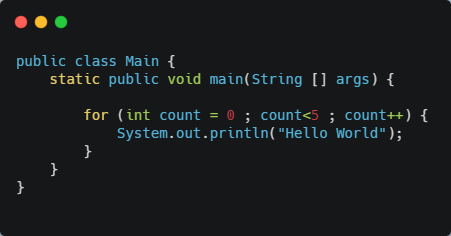 public class Main {
    static public void main(String [] args) {
        for (int count = 0 ; count<5 ; count++) {
            System.out.println("Hello World");
        }
    }
}